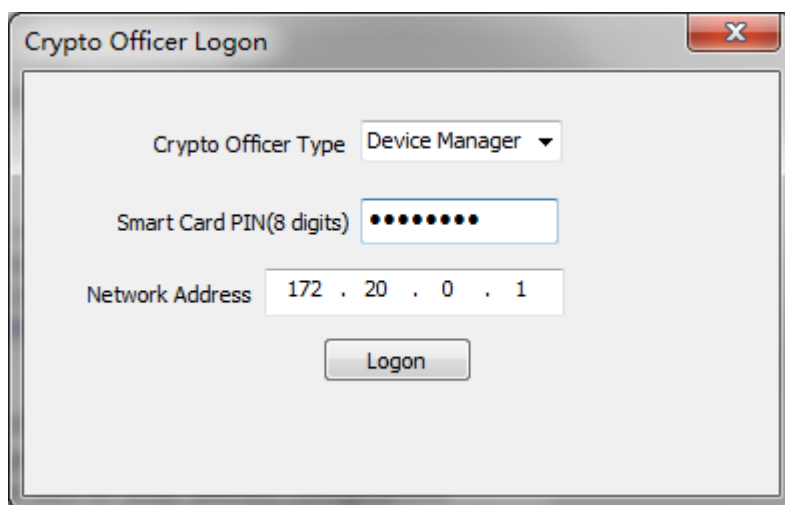 Crypto Officer Logon
Crypto Officer Type Device Manager
Smart Card PIN(8 digits) ●●●●●●●●
Network Address 172 . 20 . 0 . 1
Logon